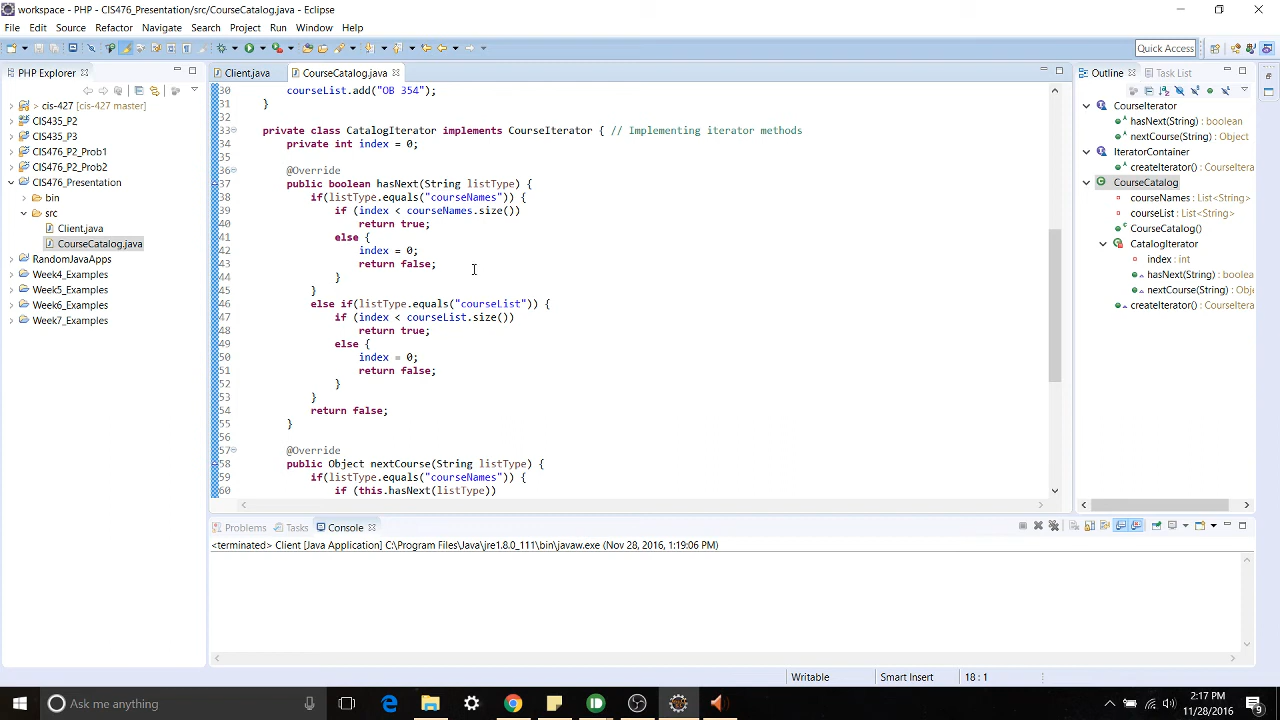 workspace - PHP - CIS476_Presentation/src/CourseCatalog.java - Eclipse
File Edit Source Refactor Navigate Search Project Run Window Help
Quick Access
PHP Explorer
> cis-427 [cis-427 master]
CIS435_P2
CIS435_P3
CIS476_P2_Prob1
CIS476_P2_Prob2
CIS476_Presentation
bin
src
Client.java
CourseCatalog.java
RandomJavaApps
Week4_Examples
Week5_Examples
Week6_Examples
Week7_Examples
Client.java CourseCatalog.java
30 courseList.add("OB 354");
31 }
32
33 private class CatalogIterator implements CourseIterator { // Implementing iterator methods
34 private int index = 0;
35
36 @Override
37 public boolean hasNext(String listType) {
38 if(listType.equals("courseNames")) {
39 if (index < courseNames.size())
40 return true;
41 else {
42 index = 0;
43 return false;
44 }
45 }
46 else if(listType.equals("courseList")) {
47 if (index < courseList.size())
48 return true;
49 else {
50 index = 0;
51 return false;
52 }
53 }
54 return false;
55 }
56
57 @Override
58 public Object nextCourse(String listType) {
59 if(listType.equals("courseNames")) {
60 if (this.hasNext(listType))
Outline Task List
CourseIterator
hasNext(String) : boolean
nextCourse(String) : Object
IteratorContainer
createIterator() : CourseIter
CourseCatalog
courseNames : List<String>
courseList : List<String>
CourseCatalog()
CatalogIterator
index : int
hasNext(String) : boolea
nextCourse(String) : Obje
createIterator() : CourseIter
Problems Tasks Console
<terminated> Client [Java Application] C:\Program Files\Java\jre1.8.0_111\bin\javaw.exe (Nov 28, 2016, 1:19:06 PM)
Writable Smart Insert 18 : 1
Ask me anything
2:17 PM
11/28/2016